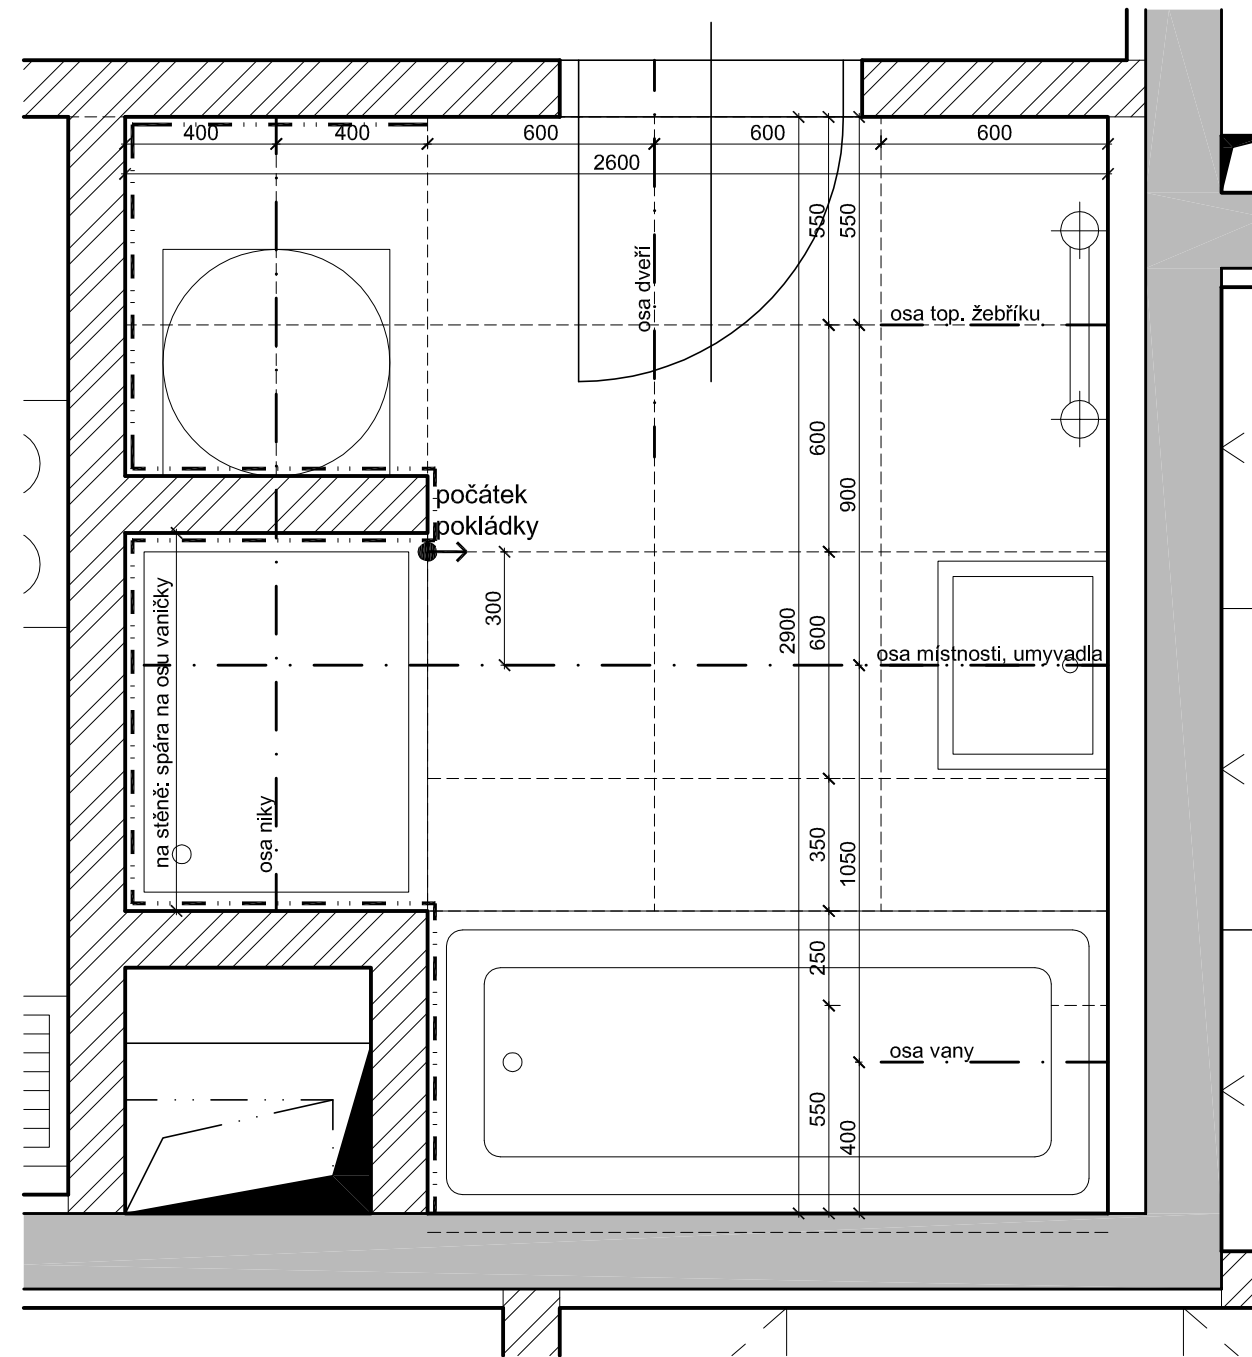 400
400
600
600
600
2600
550
550
osa dveří
osa top. žebříku
600
900
počátek
pokládky
300
2900
600
osa místnosti, umyvadla
na stěně: spára na osu vaničky
osa niky
350
1050
250
osa vany
550
400